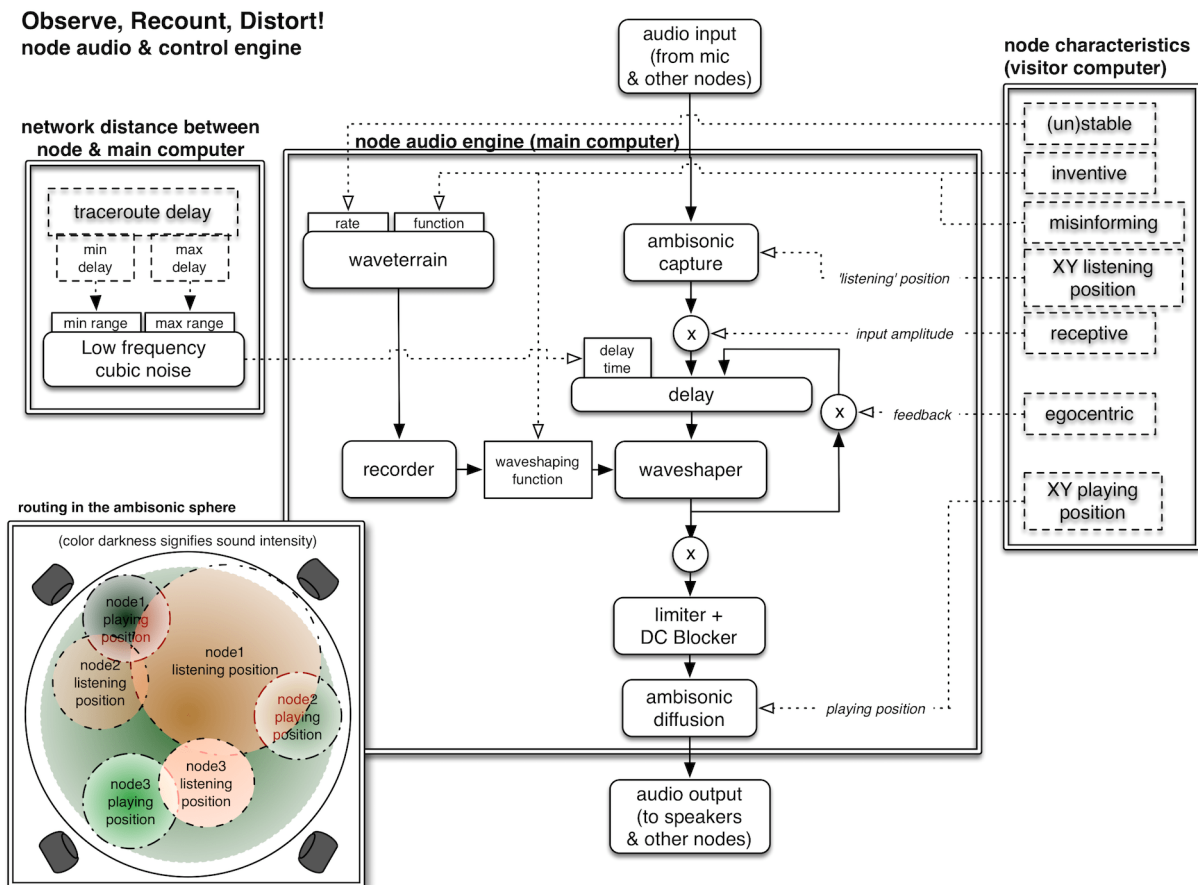 Observe, Recount, Distort!
node audio & control engine
audio input
(from mic
& other nodes)
node characteristics
(visitor computer)
(un)stable
inventive
misinforming
XY listening
position
receptive
egocentric
XY playing
position
network distance between
node & main computer
traceroute delay
min
delay
max
delay
min range
max range
Low frequency
cubic noise
node audio engine (main computer)
rate
function
waveterrain
ambisonic
capture
'listening' position
x
input amplitude
delay
time
delay
x
feedback
recorder
waveshaping
function
waveshaper
x
limiter +
DC Blocker
ambisonic
diffusion
playing position
audio output
(to speakers
& other nodes)
routing in the ambisonic sphere
(color darkness signifies sound intensity)
node1
playing
position
node1
listening position
node2
listening
position
node2
playing
position
node3
listening
position
node3
playing
position